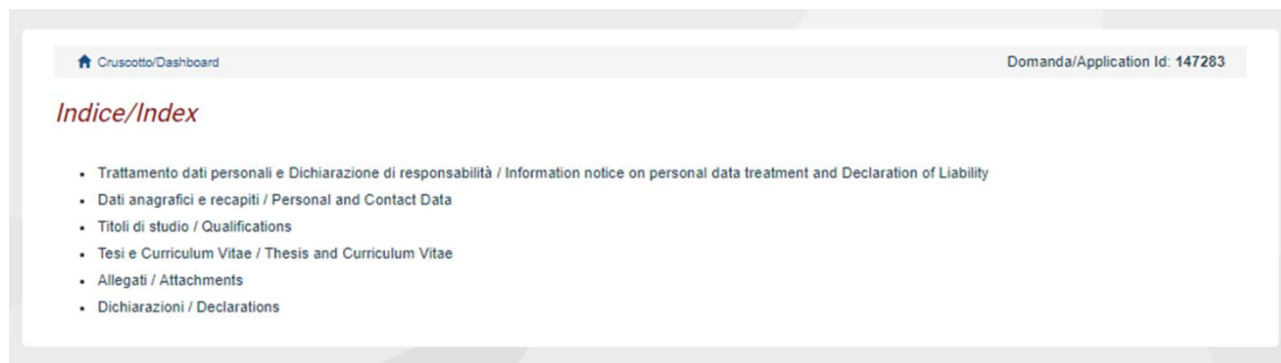 Cruscotto/Dashboard
Domanda/Application Id: 147283
Indice/Index
Trattamento dati personali e Dichiarazione di responsabilità / Information notice on personal data treatment and Declaration of Liability
Dati anagrafici e recapiti / Personal and Contact Data
Titoli di studio / Qualifications
Tesi e Curriculum Vitae / Thesis and Curriculum Vitae
Allegati / Attachments
Dichiarazioni / Declarations